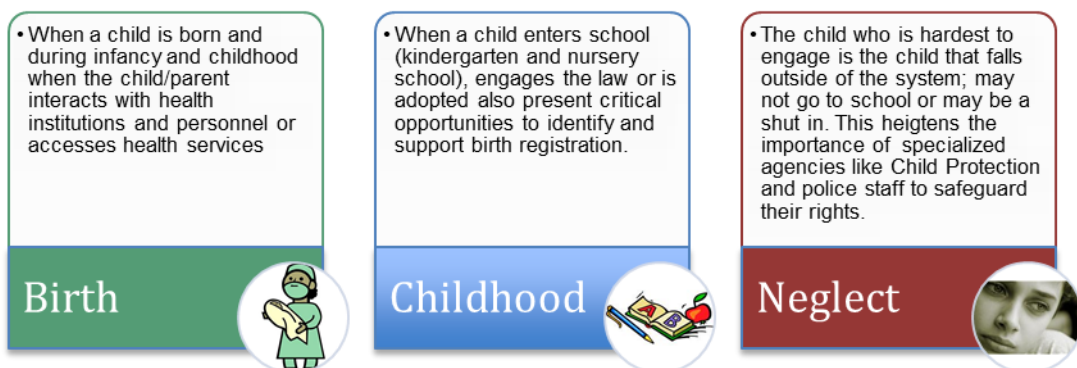 • When a child is born and
during infancy and childhood
when the child/parent
interacts with health
institutions and personnel or
accesses health services
Birth
• When a child enters school
(kindergarten and nursery
school), engages the law or is
adopted also present critical
opportunities to identify and
support birth registration.
Childhood
A B
• The child who is hardest to
engage is the child that falls
outside of the system; may
not go to school or may be a
shut in. This heigtens the
importance of specialized
agencies like Child Protection
and police staff to safeguard
their rights.
Neglect